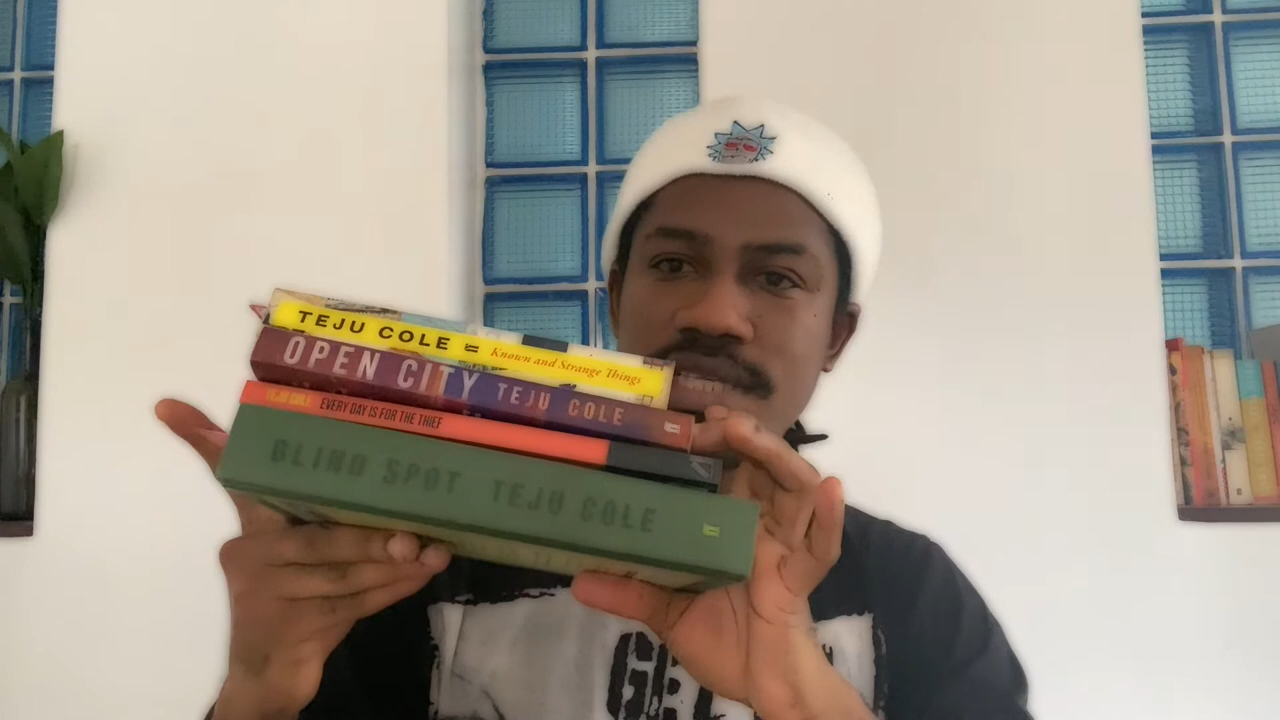 TEJU COLE Known and Strange Things
OPEN CITY TEJU COLE
TEJU COLE EVERY DAY IS FOR THE THIEF
BLIND SPOT TEJU COLE